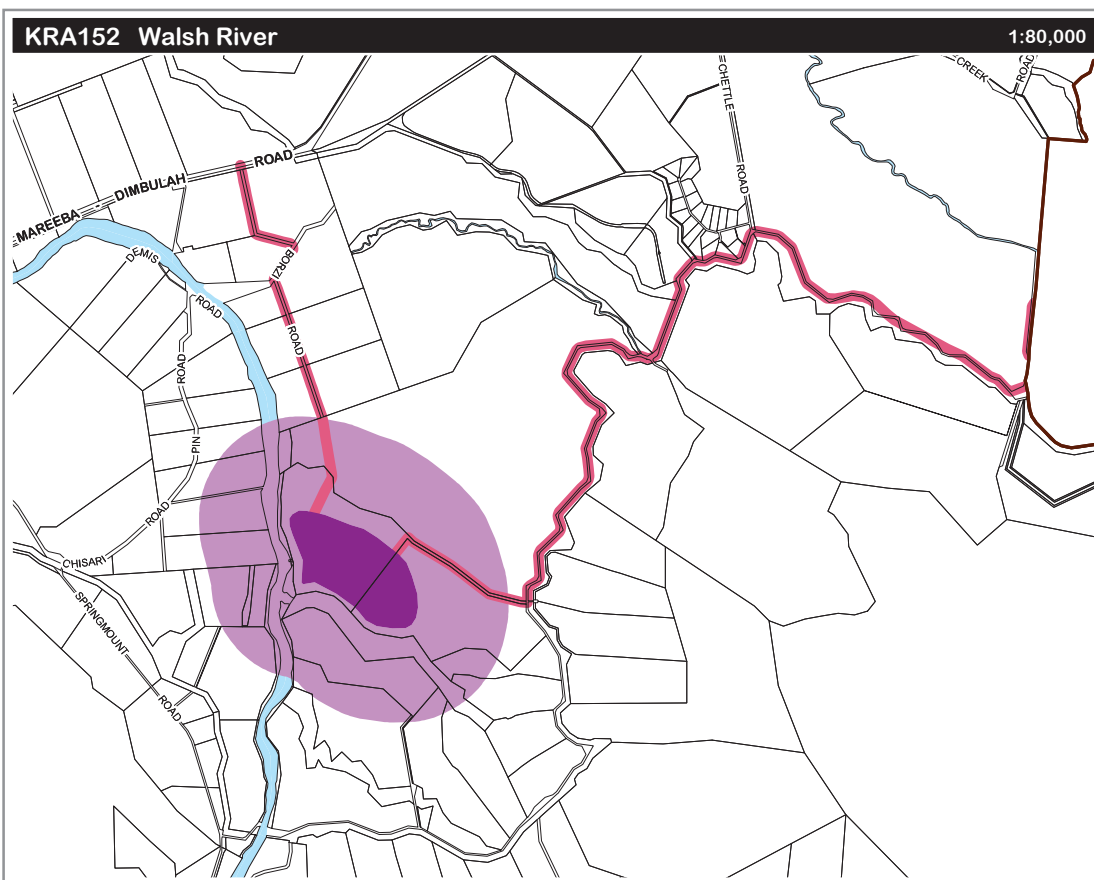 KRA152 Walsh River
1:80,000
CREEK
ROAD
CHETTLE
ROAD
MAREEBA - DIMBULAH ROAD
DEMIS
ROAD
BORZI
ROAD
ROAD
PIN
ROAD
CHISARI
SPRINGMOUNT
ROAD